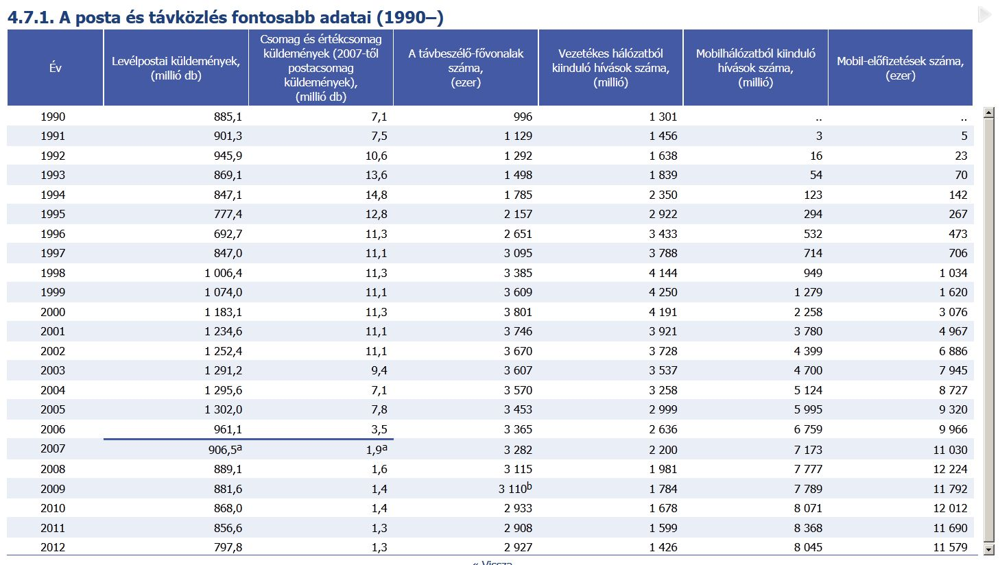 4.7.1. A posta és távközlés fontosabb adatai (1990–)
Év
Levélpostai küldemények,
(millió db)
Csomag és értékcsomag
küldemények (2007-től
postacsomag
küldemények),
(millió db)
A távbeszélő-fővonalak
száma,
(ezer)
Vezetékes hálózatból
kiinduló hívások száma,
(millió)
Mobilhálózatból kiinduló
hívások száma,
(millió)
Mobil-előfizetések száma,
(ezer)
1990 885,1 7,1 996 1 301 .. ..
1991 901,3 7,5 1 129 1 456 3 5
1992 945,9 10,6 1 292 1 638 16 23
1993 869,1 13,6 1 498 1 839 54 70
1994 847,1 14,8 1 785 2 350 123 142
1995 777,4 12,8 2 157 2 922 294 267
1996 692,7 11,3 2 651 3 433 532 473
1997 847,0 11,1 3 095 3 788 714 706
1998 1 006,4 11,3 3 385 4 144 949 1 034
1999 1 074,0 11,1 3 609 4 250 1 279 1 620
2000 1 183,1 11,3 3 801 4 191 2 258 3 076
2001 1 234,6 11,1 3 746 3 921 3 780 4 967
2002 1 252,4 11,1 3 670 3 728 4 399 6 886
2003 1 291,2 9,4 3 607 3 537 4 700 7 945
2004 1 295,6 7,1 3 570 3 258 5 124 8 727
2005 1 302,0 7,8 3 453 2 999 5 995 9 320
2006 961,1 3,5 3 365 2 636 6 759 9 966
2007 906,5ª 1,9ª 3 282 2 200 7 173 11 030
2008 889,1 1,6 3 115 1 981 7 777 12 224
2009 881,6 1,4 3 110ᵇ 1 784 7 789 11 792
2010 868,0 1,4 2 933 1 678 8 071 12 012
2011 856,6 1,3 2 908 1 599 8 368 11 690
2012 797,8 1,3 2 927 1 426 8 045 11 579
« Vissza